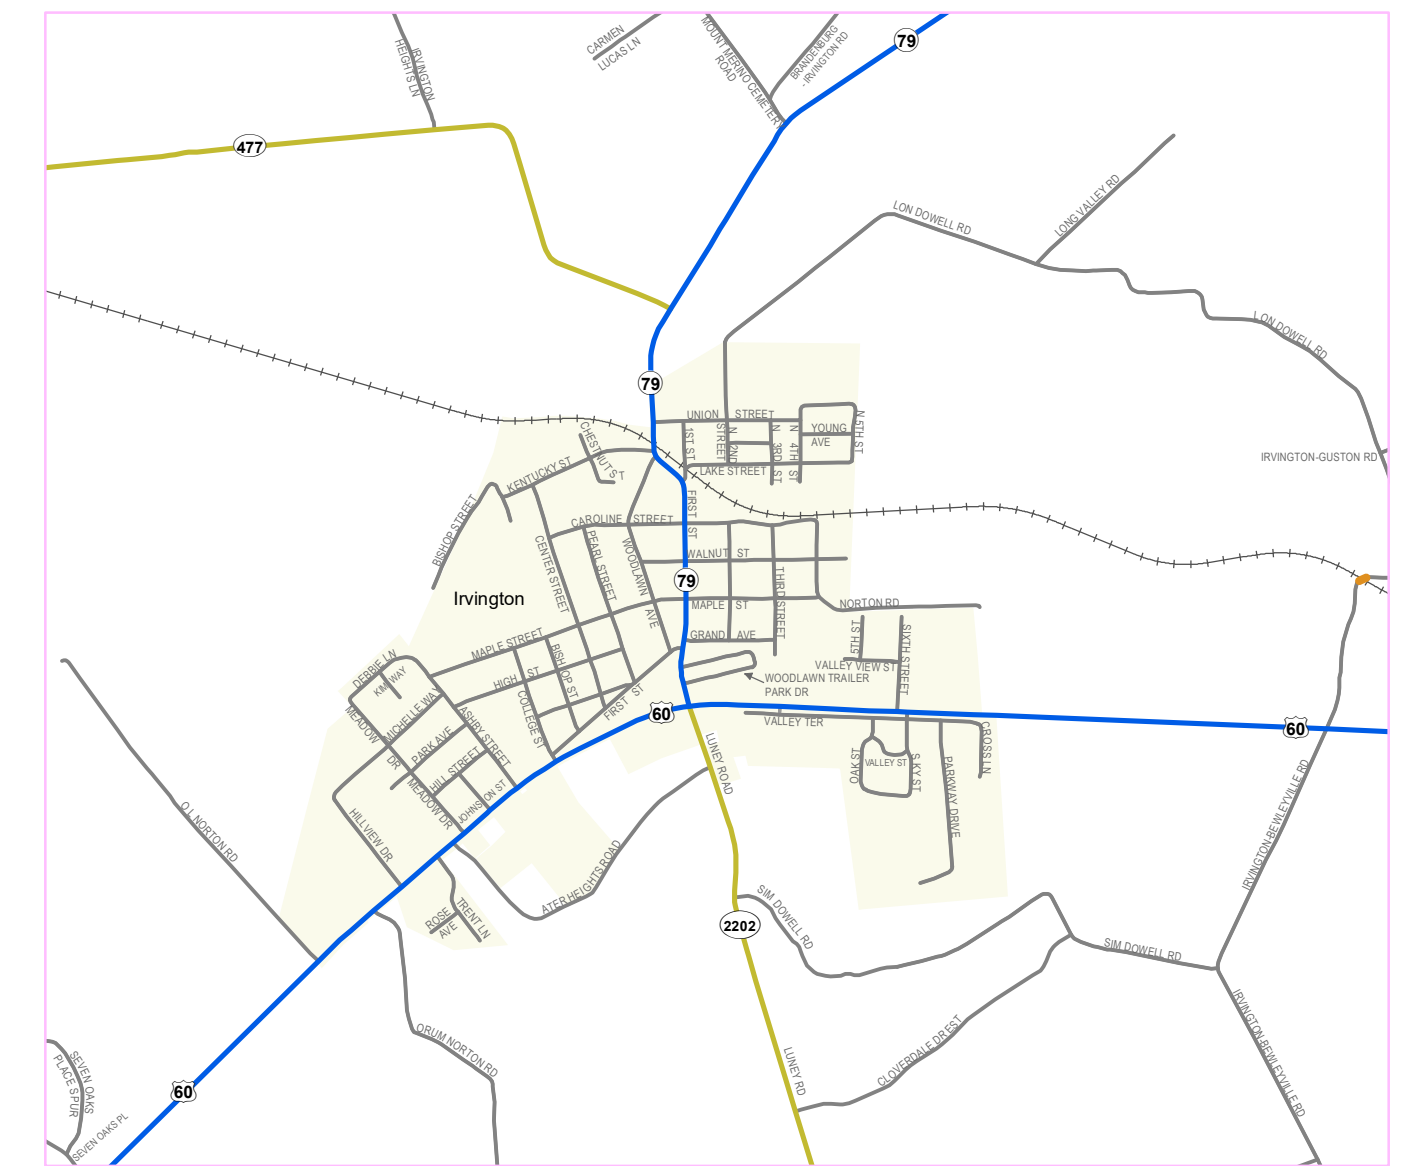 IRVINGTON
HEIGHTS LN
CARMEN
LUCAS LN
MOUNT MERINO CEMETERY
ROAD
BRANDENBURG
- IRVINGTON RD
79
477
LONG VALLEY RD
LON DOWELL RD
LON DOWELL RD
79
UNION STREET
N 5TH ST
YOUNG
AVE
1ST ST
N 2ND
STREET
N 3RD ST
N 4TH ST
LAKE STREET
IRVINGTON-GUSTON RD
CHESTNUT ST
KENTUCKY ST
BISHOP STREET
FIRST ST
CAROLINE STREET
CENTER STREET
PEARL STREET
WOODLAWN AVE
WALNUT ST
79
THIRD STREET
Irvington
MAPLE ST
NORTON RD
GRAND AVE
5TH ST
SIXTH STREET
MAPLE STREET
HIGH ST
BISHOP ST
VALLEY VIEW ST
WOODLAWN TRAILER
PARK DR
DEBBIE LN
KIM WAY
MEADOW DR
MICHELLE WAY
COLLEGE ST
FIRST ST
60
VALLEY TER
60
ASHBY STREET
PARK AVE
HILL STREET
MEADOW DR
JOHNSTON ST
LUNEY ROAD
OAK ST
VALLEY ST
S KY ST
PARKWAY DRIVE
CROSS LN
HILLVIEW DR
O L NORTON RD
IRVINGTON-BEWLEYVILLE RD
ATER HEIGHTS ROAD
ROSE
AVE
TRENT LN
SIM DOWELL RD
2202
SIM DOWELL RD
ORUM NORTON RD
CLOVERDALE DR EST
LUNEY RD
IRVINGTON-BEWLEYVILLE RD
60
SEVEN OAKS
PLACE SPUR
SEVEN OAKS PL